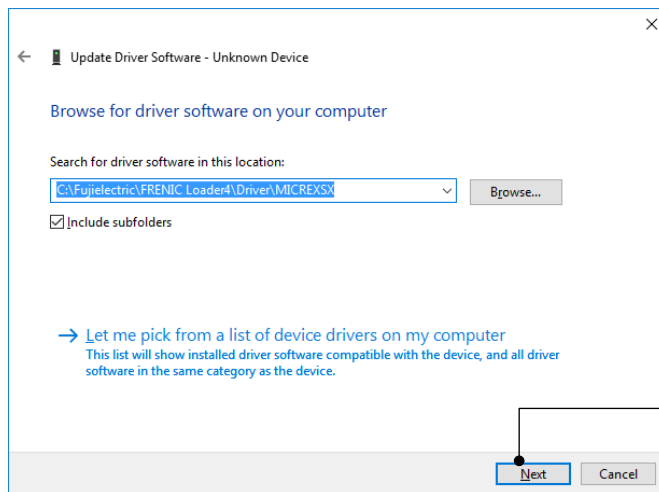 Update Driver Software - Unknown Device
Browse for driver software on your computer
Search for driver software in this location:
C:\Fujielectric\FRENIC Loader4\Driver\MICREXSX
Browse...
Include subfolders
Let me pick from a list of device drivers on my computer
This list will show installed driver software compatible with the device, and all driver
software in the same category as the device.
Next
Cancel